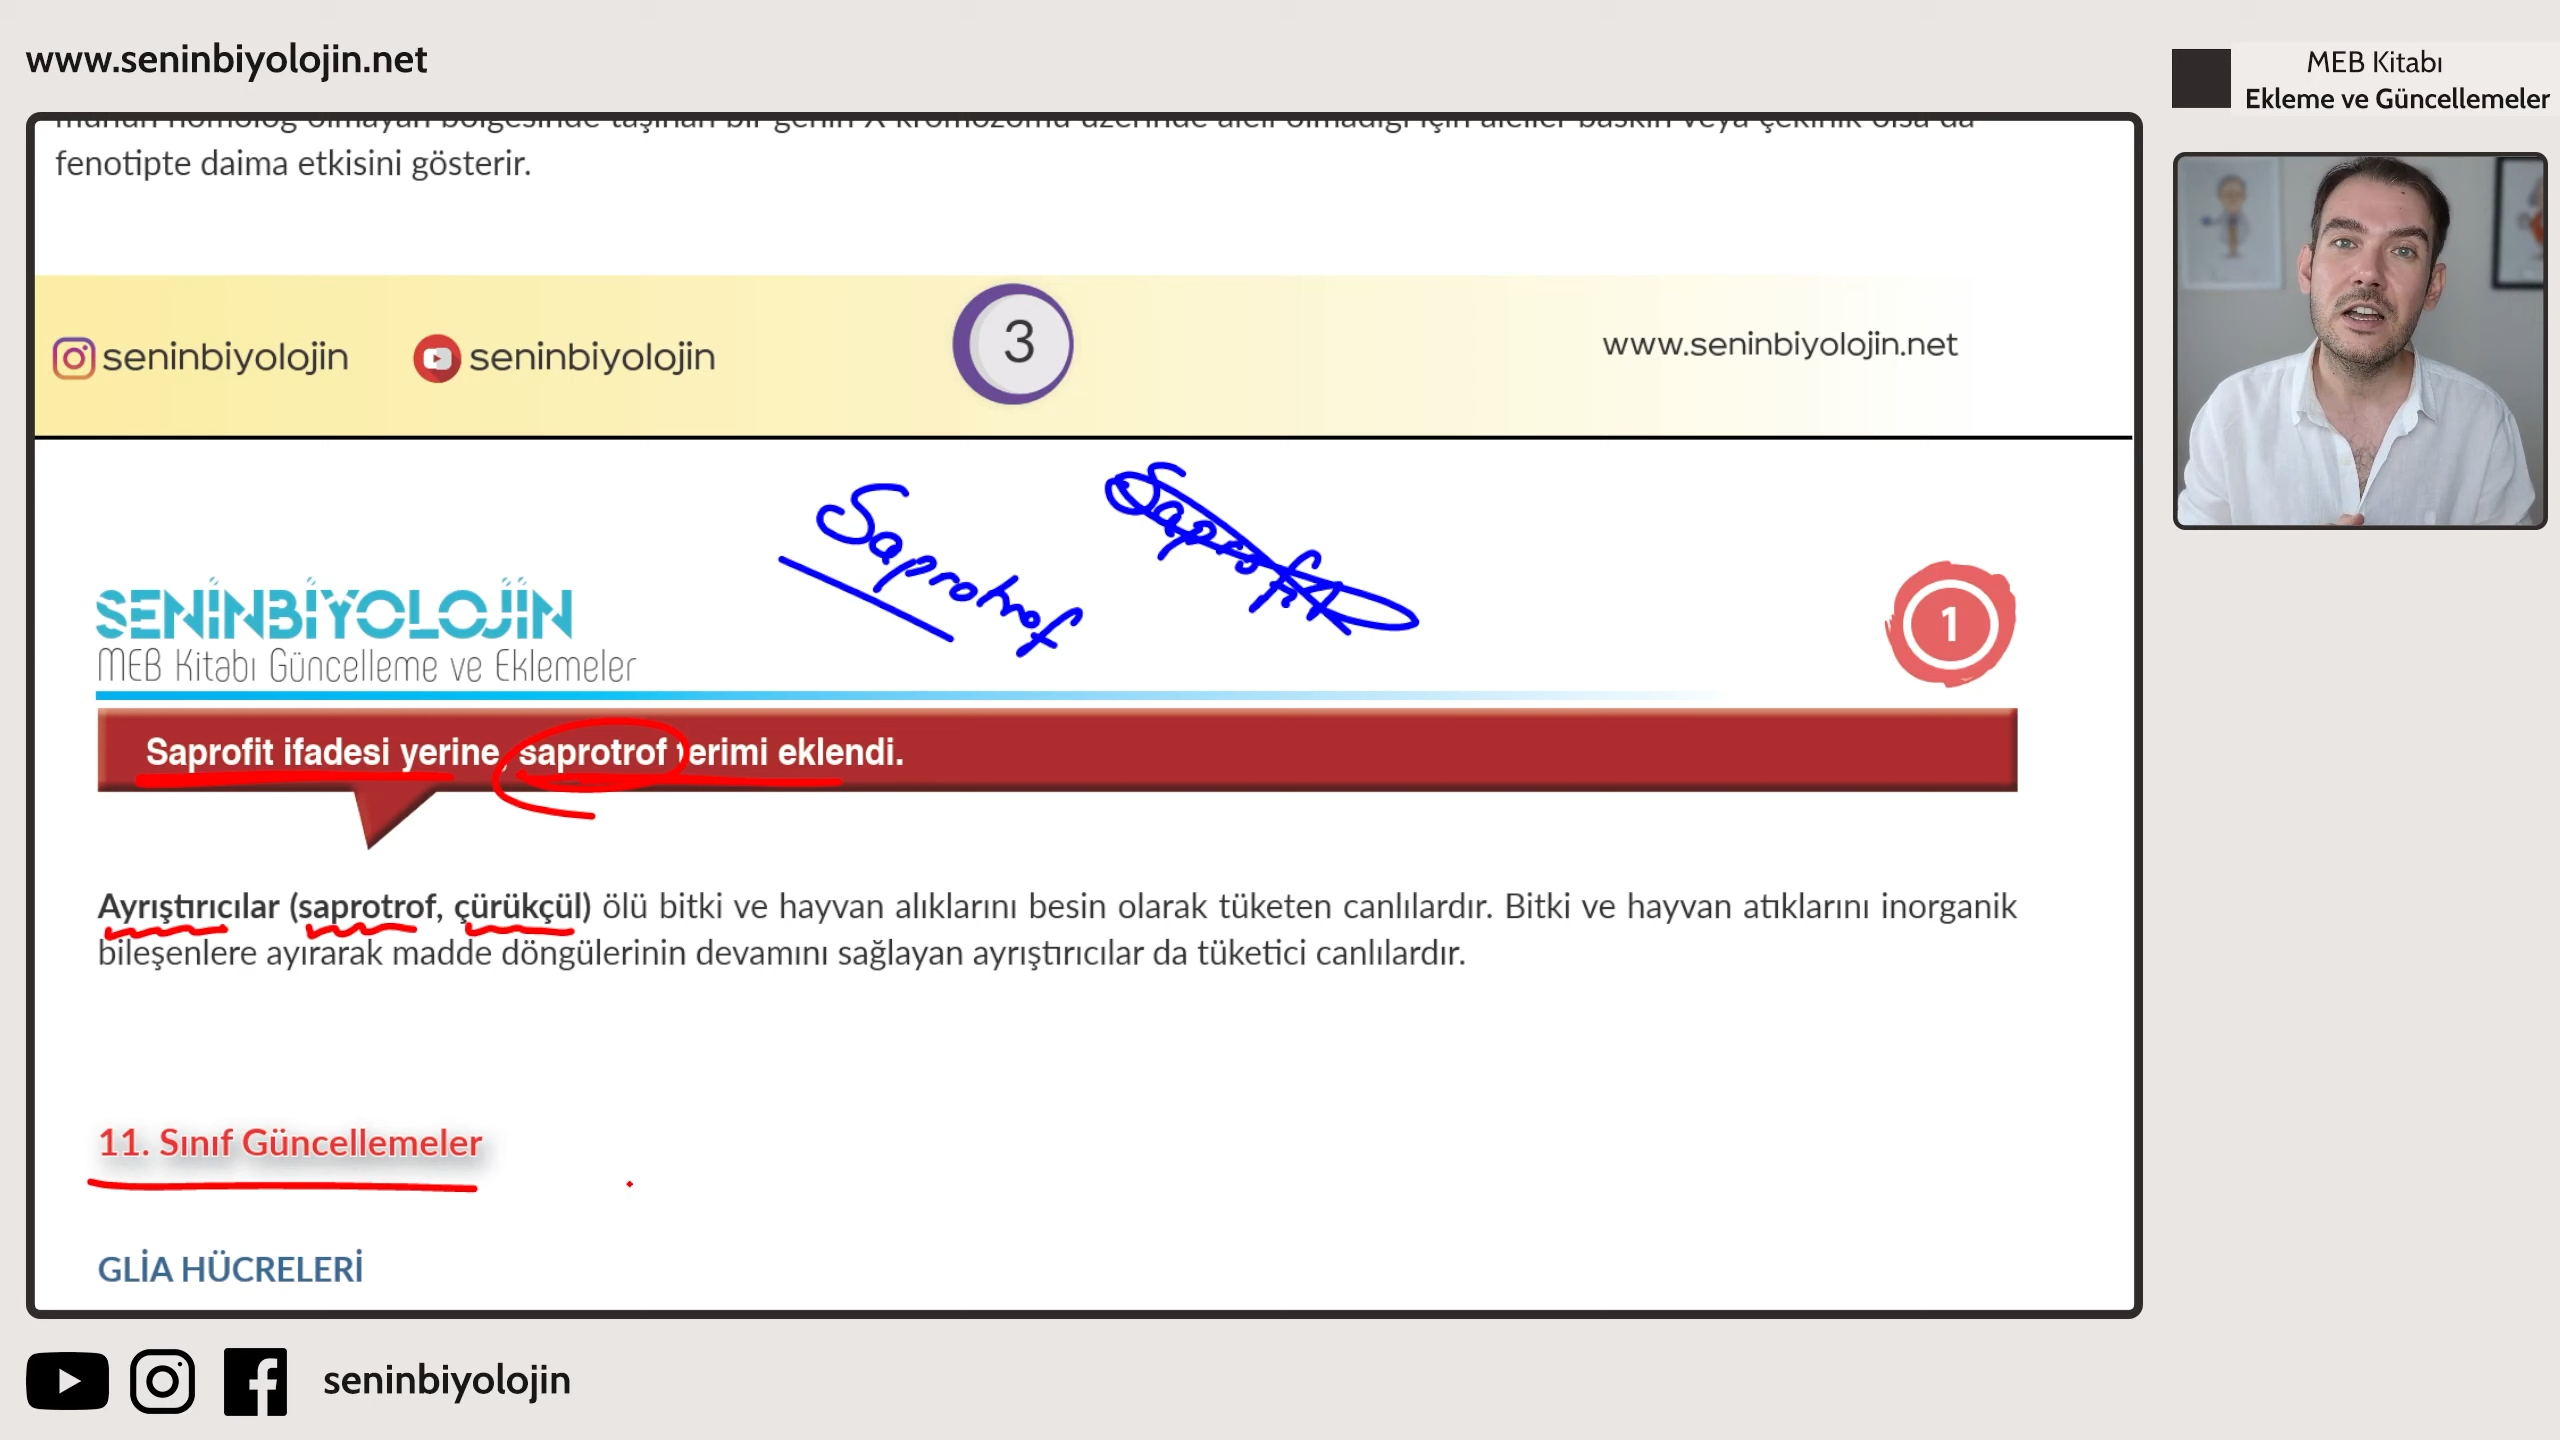 www.seninbiyolojin.net
MEB Kitabı
Ekleme ve Güncellemeler
fenotipte daima etkisini gösterir.
seninbiyolojin
seninbiyolojin
3
www.seninbiyolojin.net
Saprotrof
Saprofit
SENİNBİYOLOJİN
MEB Kitabı Güncelleme ve Eklemeler
1
Saprofit ifadesi yerine, saprotrof terimi eklendi.
Ayrıştırıcılar (saprotrof, çürükçül) ölü bitki ve hayvan alıklarını besin olarak tüketen canlılardır. Bitki ve hayvan atıklarını inorganik
bileşenlere ayırarak madde döngülerinin devamını sağlayan ayrıştırıcılar da tüketici canlılardır.
11. Sınıf Güncellemeler
GLİA HÜCRELERİ
seninbiyolojin